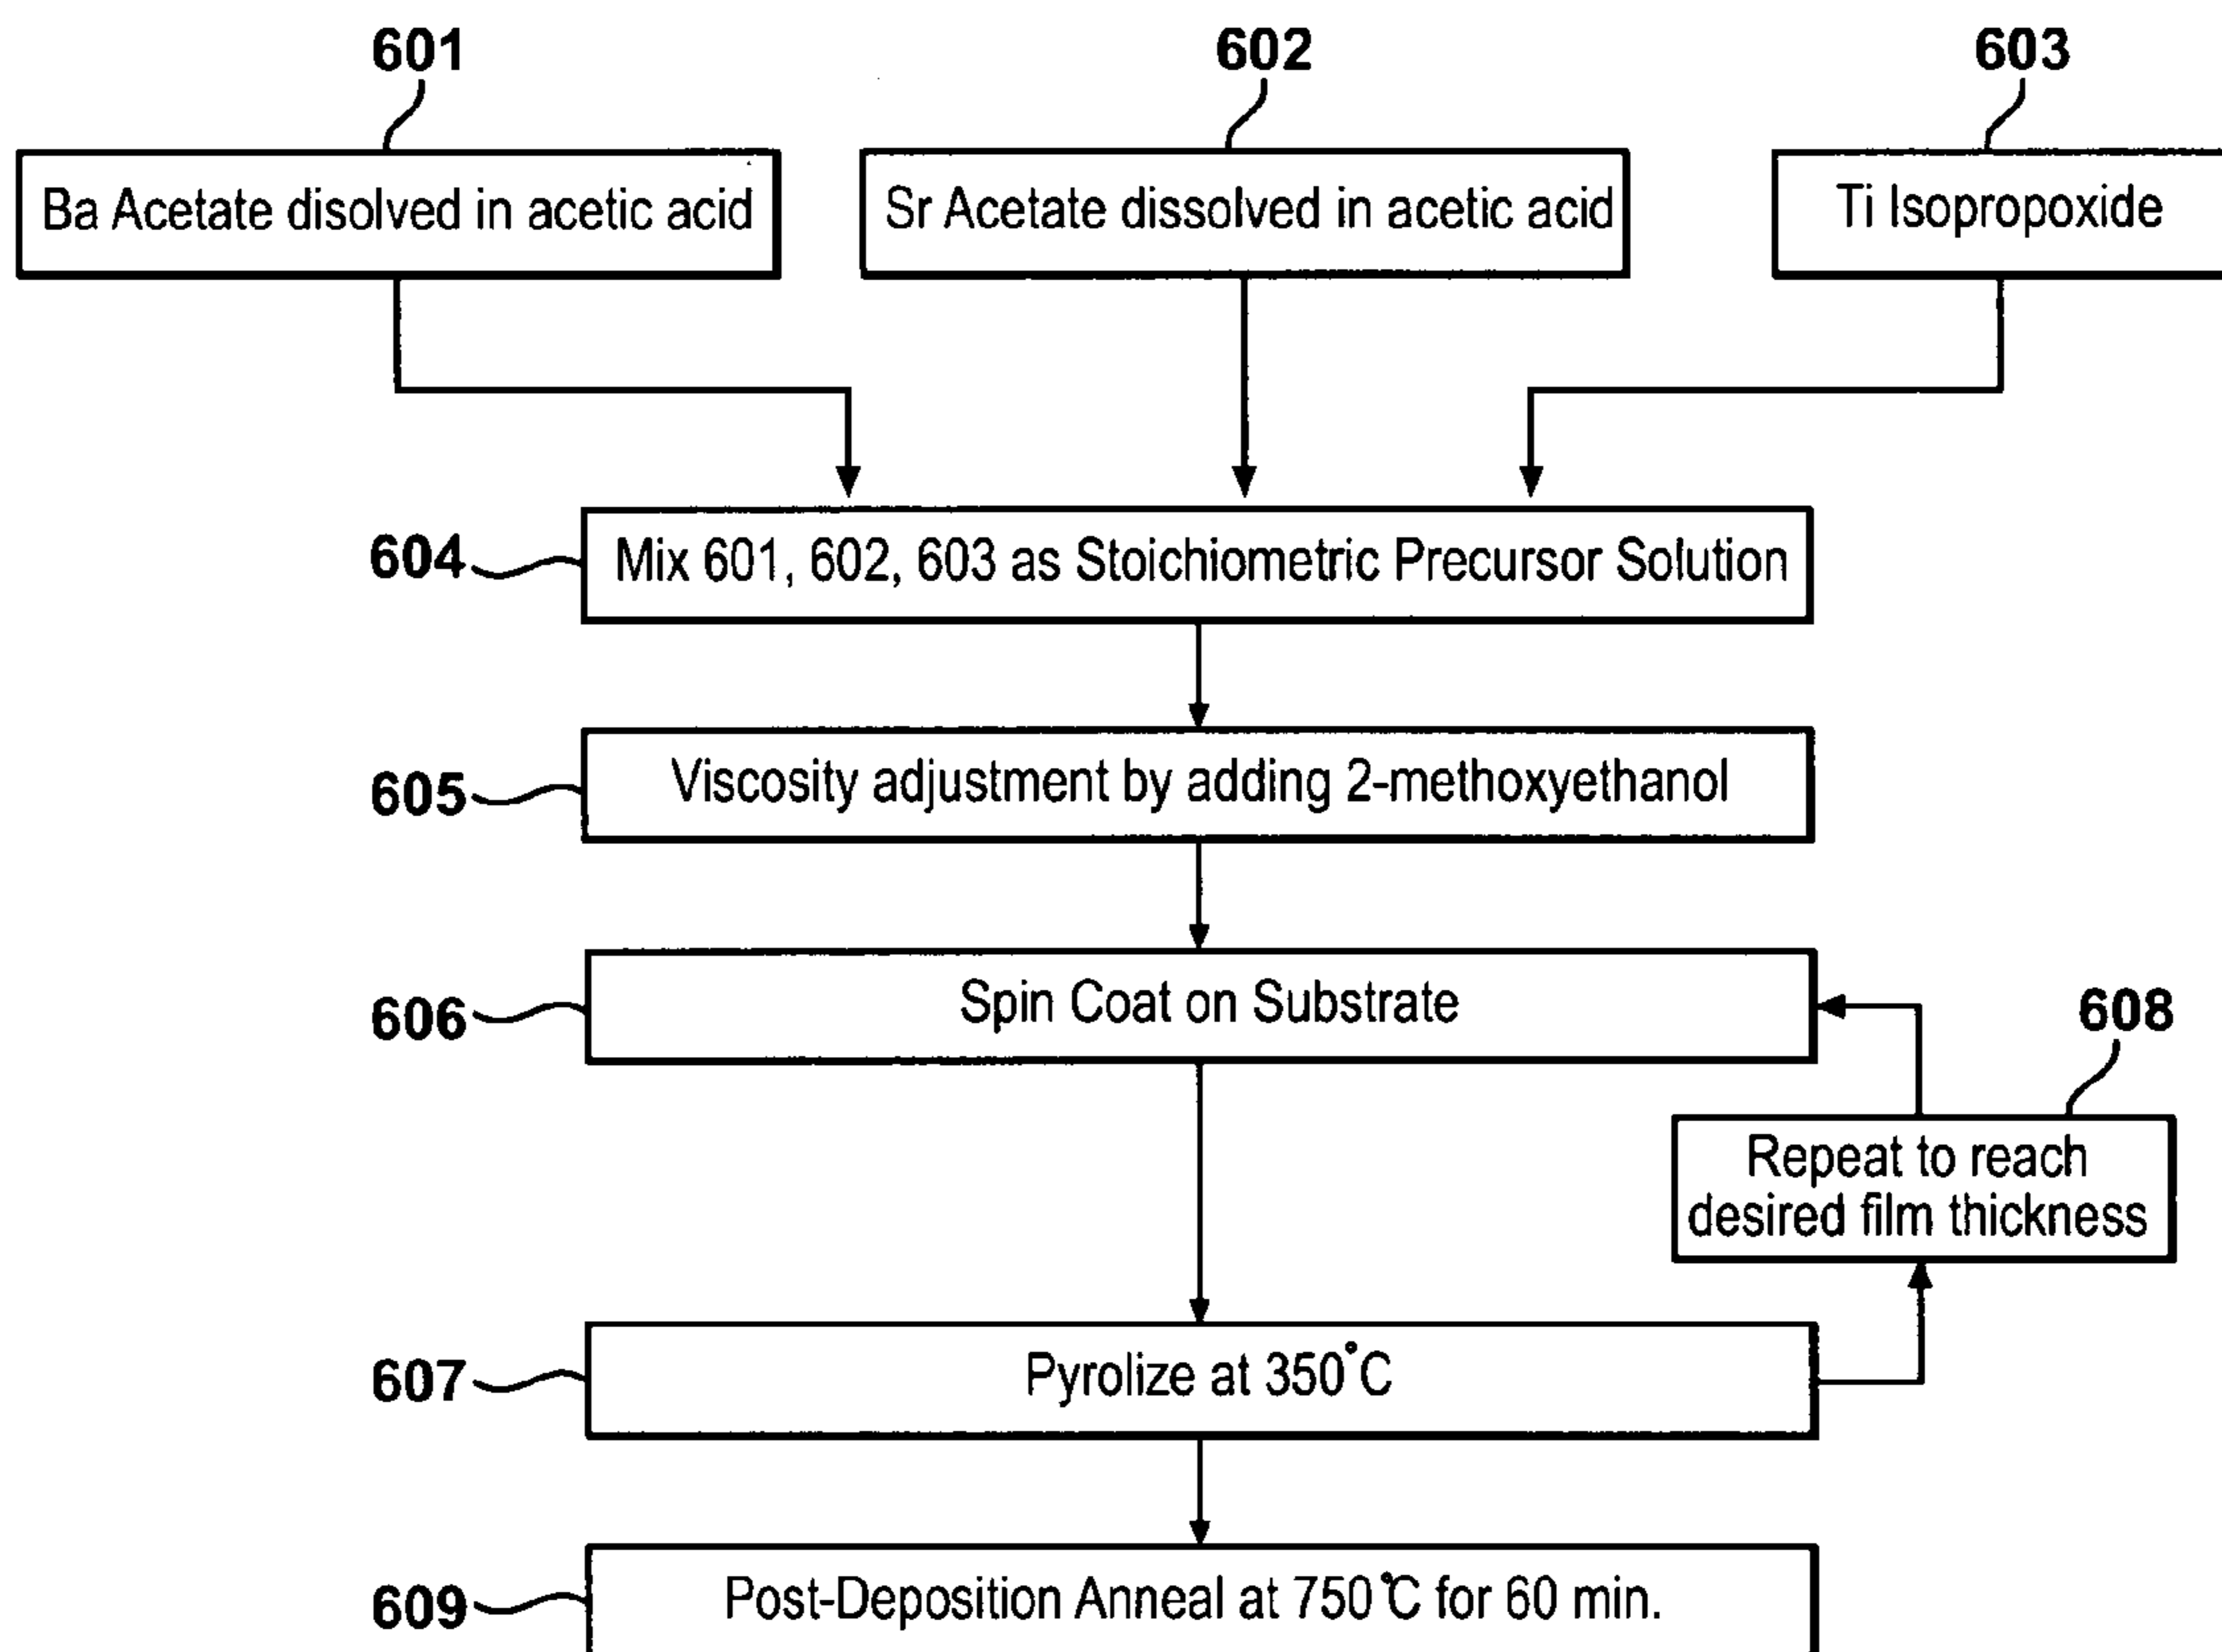 601
602
603
Ba Acetate disolved in acetic acid
Sr Acetate dissolved in acetic acid
Ti Isopropoxide
604
Mix 601, 602, 603 as Stoichiometric Precursor Solution
605
Viscosity adjustment by adding 2-methoxyethanol
606
Spin Coat on Substrate
608
Repeat to reach
desired film thickness
607
Pyrolize at 350°C
609
Post-Deposition Anneal at 750°C for 60 min.